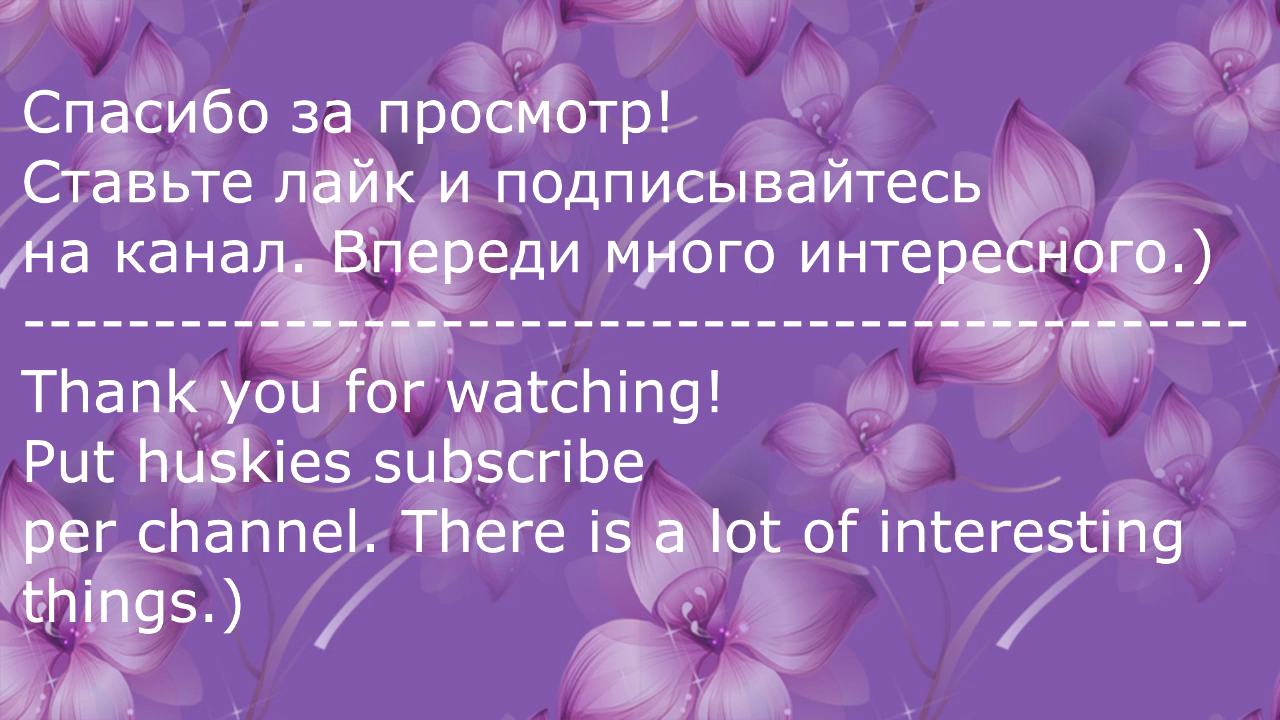 Спасибо за просмотр!
Ставьте лайк и подписывайтесь
на канал. Впереди много интересного.)
-----------------------------------------------
Thank you for watching!
Put huskies subscribe
per channel. There is a lot of interesting
things.)